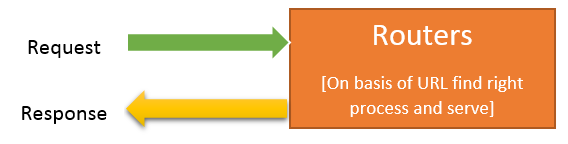 Request
Routers
[On basis of URL find right
process and serve]
Response